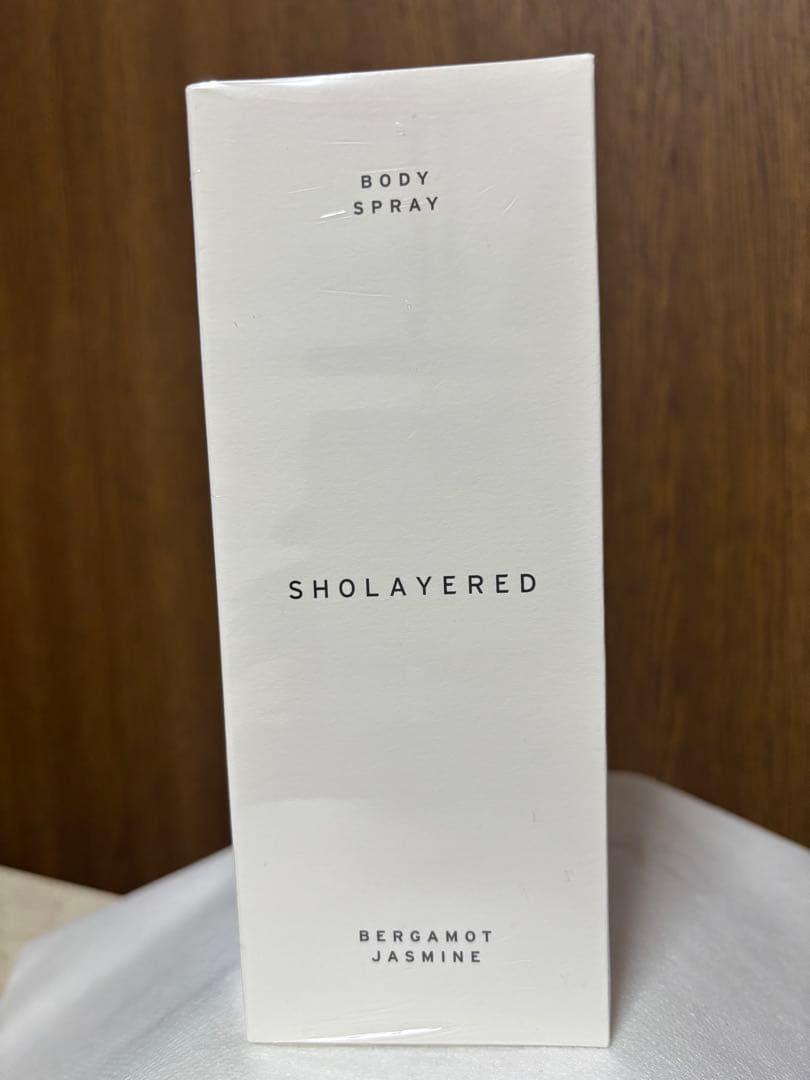 BODY
SPRAY
SHOLAYERED
BERGAMOT
JASMINE